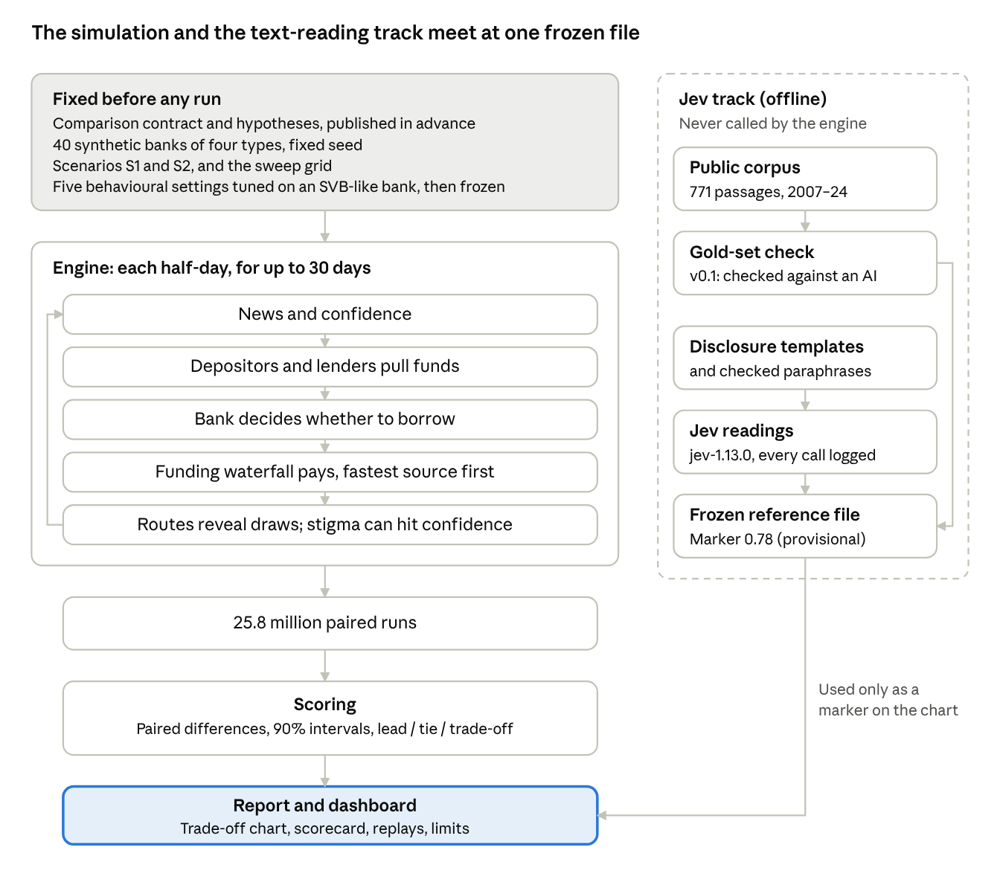 The simulation and the text-reading track meet at one frozen file
Fixed before any run
Comparison contract and hypotheses, published in advance
40 synthetic banks of four types, fixed seed
Scenarios S1 and S2, and the sweep grid
Five behavioural settings tuned on an SVB-like bank, then frozen
Engine: each half-day, for up to 30 days
News and confidence
Depositors and lenders pull funds
Bank decides whether to borrow
Funding waterfall pays, fastest source first
Routes reveal draws; stigma can hit confidence
25.8 million paired runs
Scoring
Paired differences, 90% intervals, lead / tie / trade-off
Report and dashboard
Trade-off chart, scorecard, replays, limits
Jev track (offline)
Never called by the engine
Public corpus
771 passages, 2007–24
Gold-set check
v0.1: checked against an AI
Disclosure templates
and checked paraphrases
Jev readings
jev-1.13.0, every call logged
Frozen reference file
Marker 0.78 (provisional)
Used only as a
marker on the chart